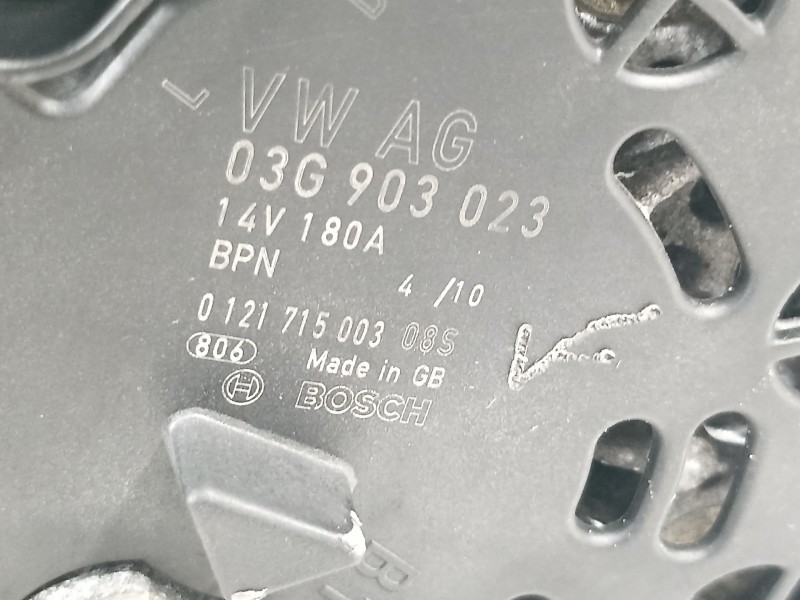 L
VW AG
03G 903 023
14V 180A
BPN 4 /10
0 121 715 003 08S
806 Made in GB
H BOSCH